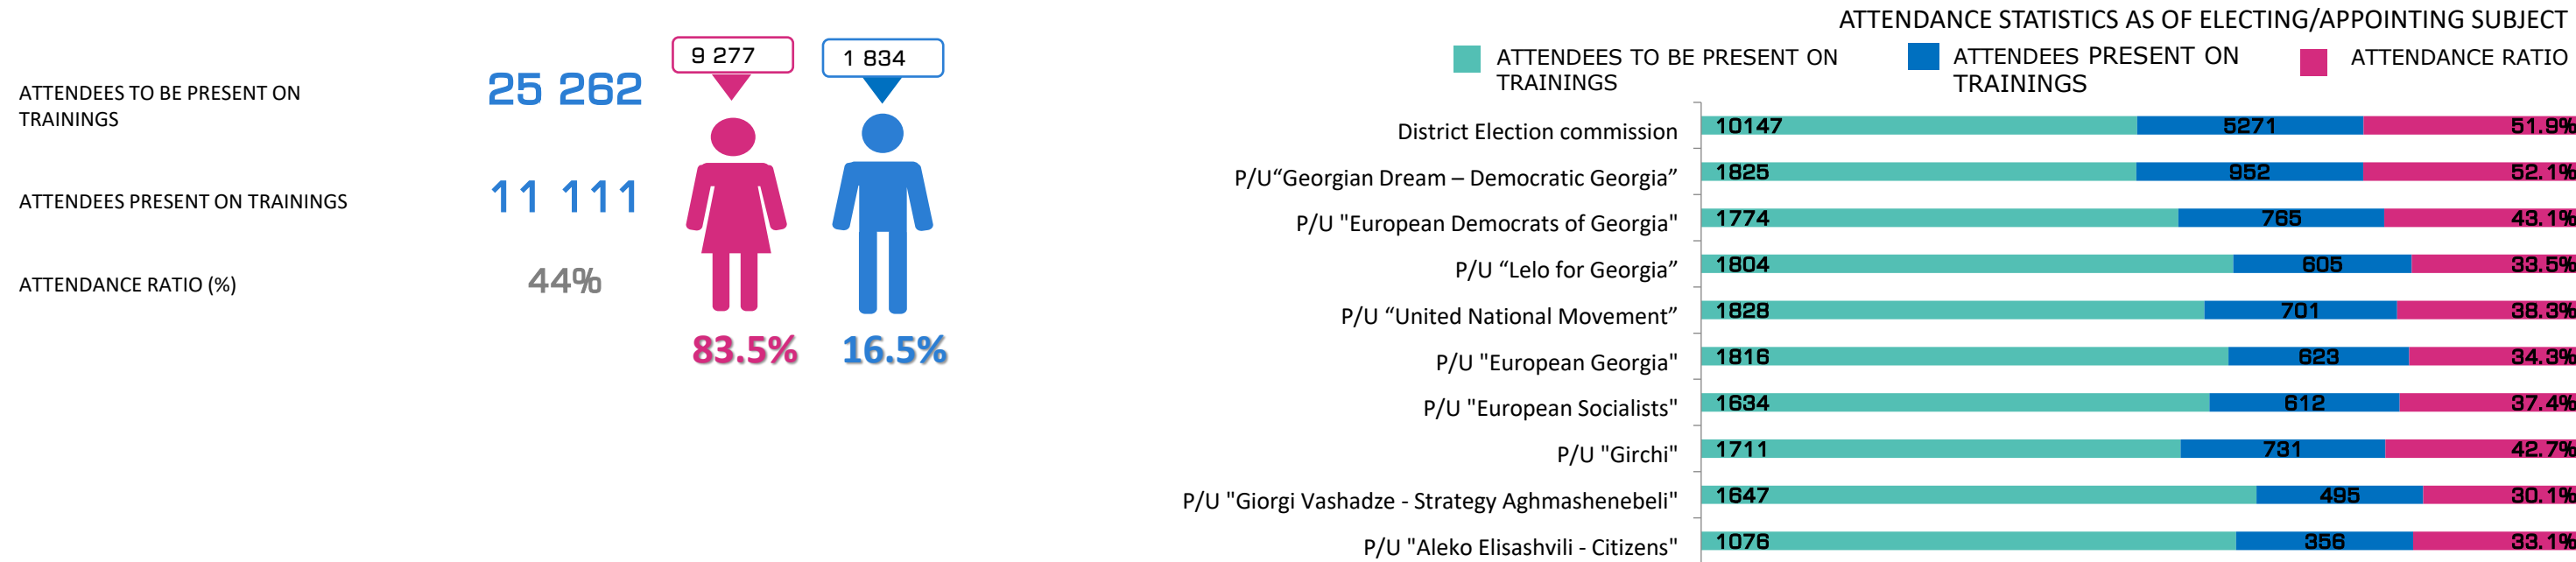 ATTENDEES TO BE PRESENT ON
TRAININGS
25 262
ATTENDEES PRESENT ON TRAININGS
11 111
ATTENDANCE RATIO (%)
44%
9 277
1 834
83.5%
16.5%
ATTENDANCE STATISTICS AS OF ELECTING/APPOINTING SUBJECT
ATTENDEES TO BE PRESENT ON
TRAININGS
ATTENDEES PRESENT ON
TRAININGS
ATTENDANCE RATIO
District Election commission 10147 5271 51.9%
P/U“Georgian Dream – Democratic Georgia” 1825 952 52.1%
P/U "European Democrats of Georgia" 1774 765 43.1%
P/U “Lelo for Georgia” 1804 605 33.5%
P/U “United National Movement” 1828 701 38.3%
P/U "European Georgia" 1816 623 34.3%
P/U "European Socialists" 1634 612 37.4%
P/U "Girchi" 1711 731 42.7%
P/U "Giorgi Vashadze - Strategy Aghmashenebeli" 1647 495 30.1%
P/U "Aleko Elisashvili - Citizens" 1076 356 33.1%